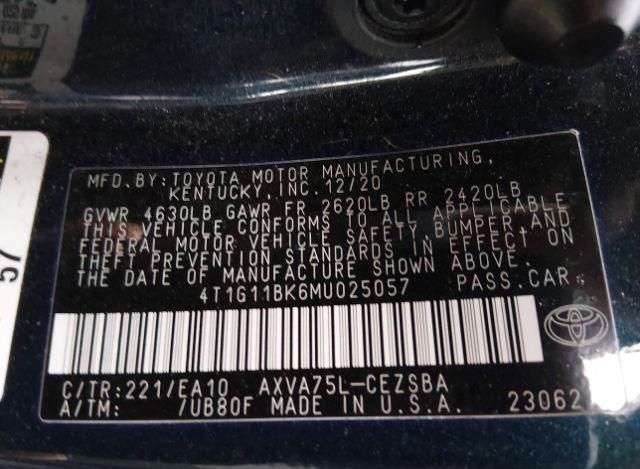 MFD.BY:TOYOTA MOTOR MANUFACTURING,
KENTUCKY,INC.12/20
GVWR 4630LB GAWR FR 2620LB RR 2420LB
THIS VEHICLE CONFORMS TO ALL APPLICABLE
FEDERAL MOTOR VEHICLE SAFETY,BUMPER,AND
THEFT PREVENTION STANDARDS IN EFFECT ON
THE DATE OF MANUFACTURE SHOWN ABOVE.
4T1G11BK6MU025057 PASS.CAR
C/TR:221/EA10 AXVA75L-CEZSBA
A/TM: 7UB80F MADE IN U.S.A. 23062
57